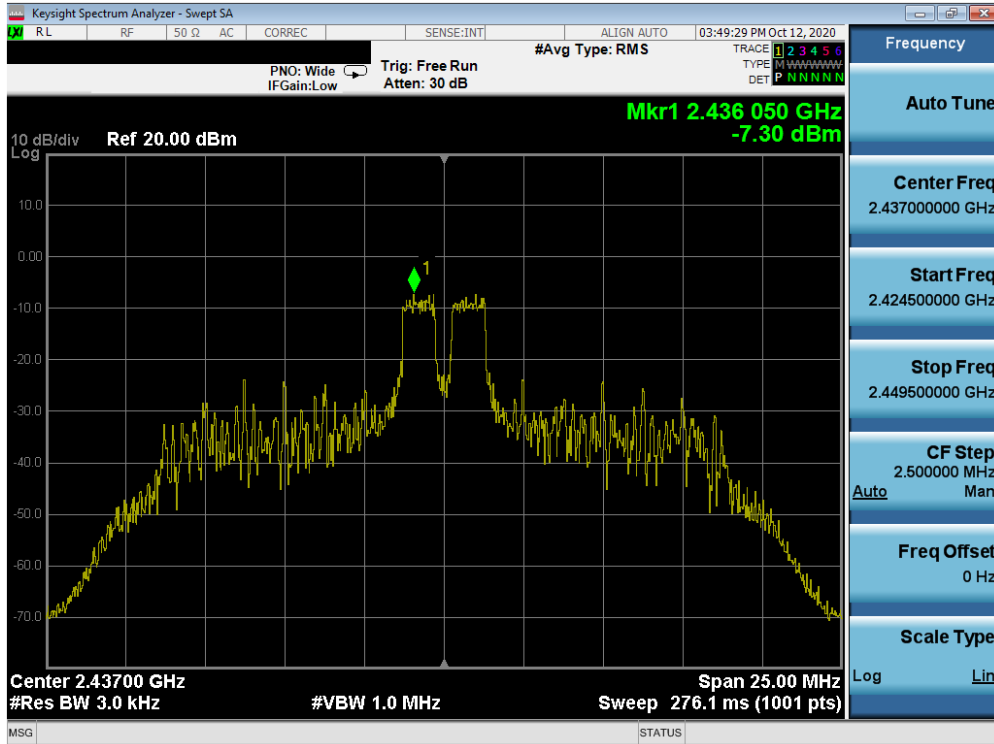 Keysight Spectrum Analyzer - Swept SA
LXI RL RF 50 Ω AC CORREC SENSE:INT ALIGN AUTO 03:49:29 PM Oct 12, 2020
#Avg Type: RMS TRACE 1 2 3 4 5 6
PNO: Wide Trig: Free Run TYPE M WWWWW
IFGain:Low Atten: 30 dB DET P N N N N N
Mkr1 2.436 050 GHz
-7.30 dBm
10 dB/div Ref 20.00 dBm
Log
1
10.0
0.00
-10.0
-20.0
-30.0
-40.0
-50.0
-60.0
-70.0
Center 2.43700 GHz Span 25.00 MHz
#Res BW 3.0 kHz #VBW 1.0 MHz Sweep 276.1 ms (1001 pts)
MSG STATUS
Frequency
Auto Tune
Center Freq
2.437000000 GHz
Start Freq
2.424500000 GHz
Stop Freq
2.449500000 GHz
CF Step
2.500000 MHz
Auto Man
Freq Offset
0 Hz
Scale Type
Log Lin